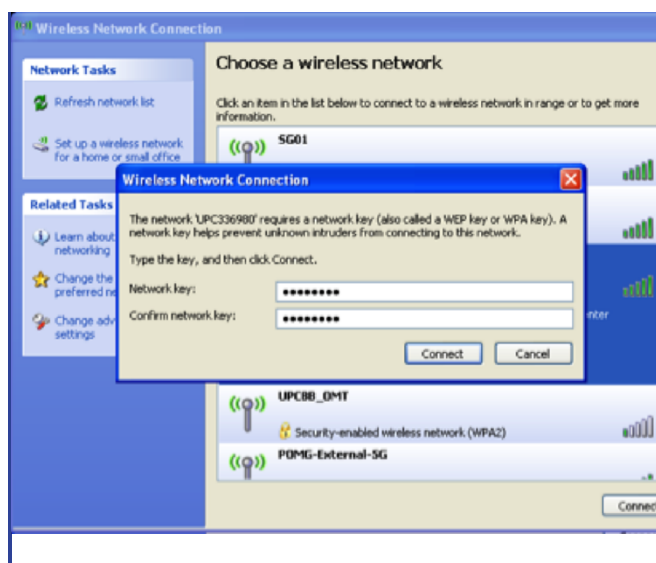 Wireless Network Connection
Network Tasks
Refresh network list
Set up a wireless network
for a home or small office
Related Tasks
Learn about
networking
Change the
preferred
Change
settings
Choose a wireless network
Click an item in the list below to connect to a wireless network in range or to get more
information.
SG01
Wireless Network Connection
The network 'UPC336980' requires a network key (also called a WEP key or WPA key). A
network key helps prevent unknown intruders from connecting to this network.
Type the key, and then click Connect.
Network key:
••••••••
Confirm network key:
••••••••
Connect
Cancel
UPC88_OMT
Security-enabled wireless network (WPA2)
POMG-External-5G